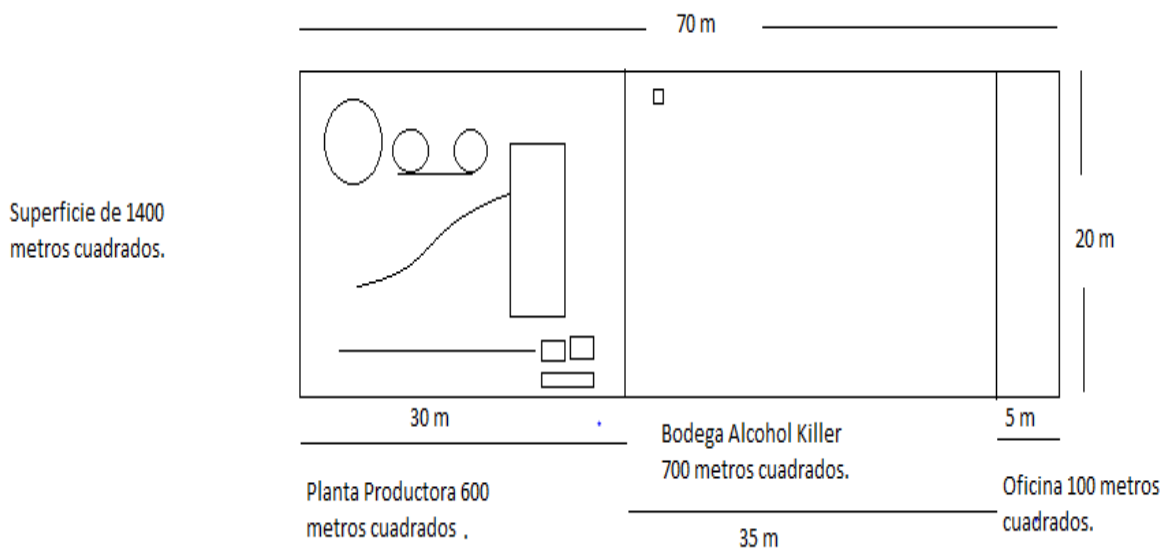 70 m
Superficie de 1400
metros cuadrados.
20 m
30 m
5 m
Bodega Alcohol Killer
700 metros cuadrados.
Planta Productora 600
metros cuadrados .
Oficina 100 metros
cuadrados.
35 m